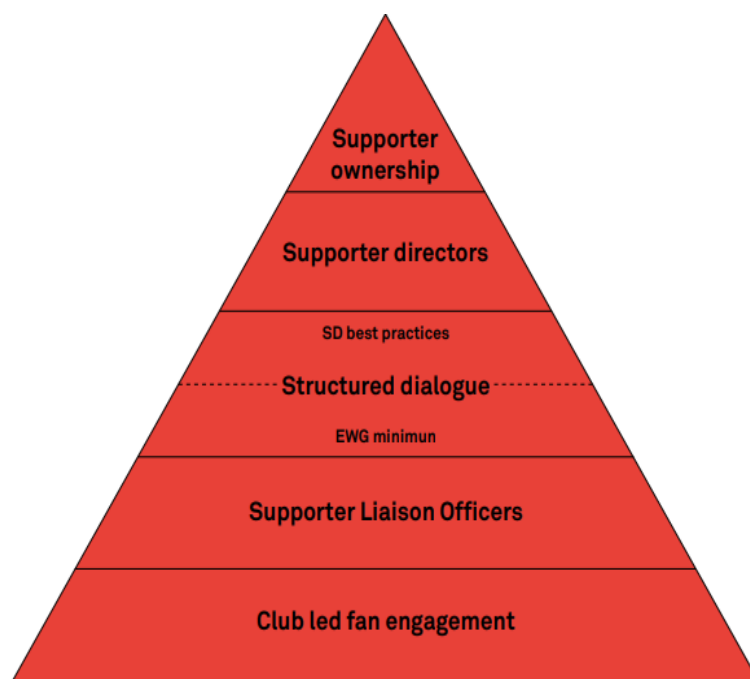 Supporter
ownership
Supporter directors
SD best practices
Structured dialogue
EWG minimun
Supporter Liaison Officers
Club led fan engagement